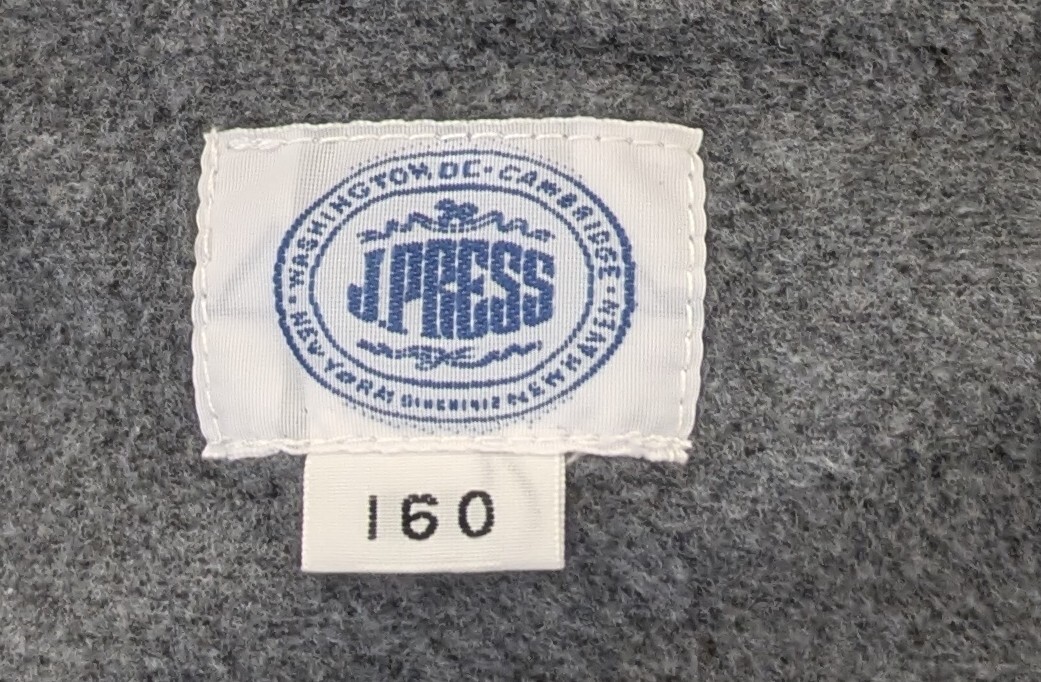 WASHINGTON, DC · CAMBRIDGE ·
J.PRESS
· NEW YORK NEW HAVEN ·
160